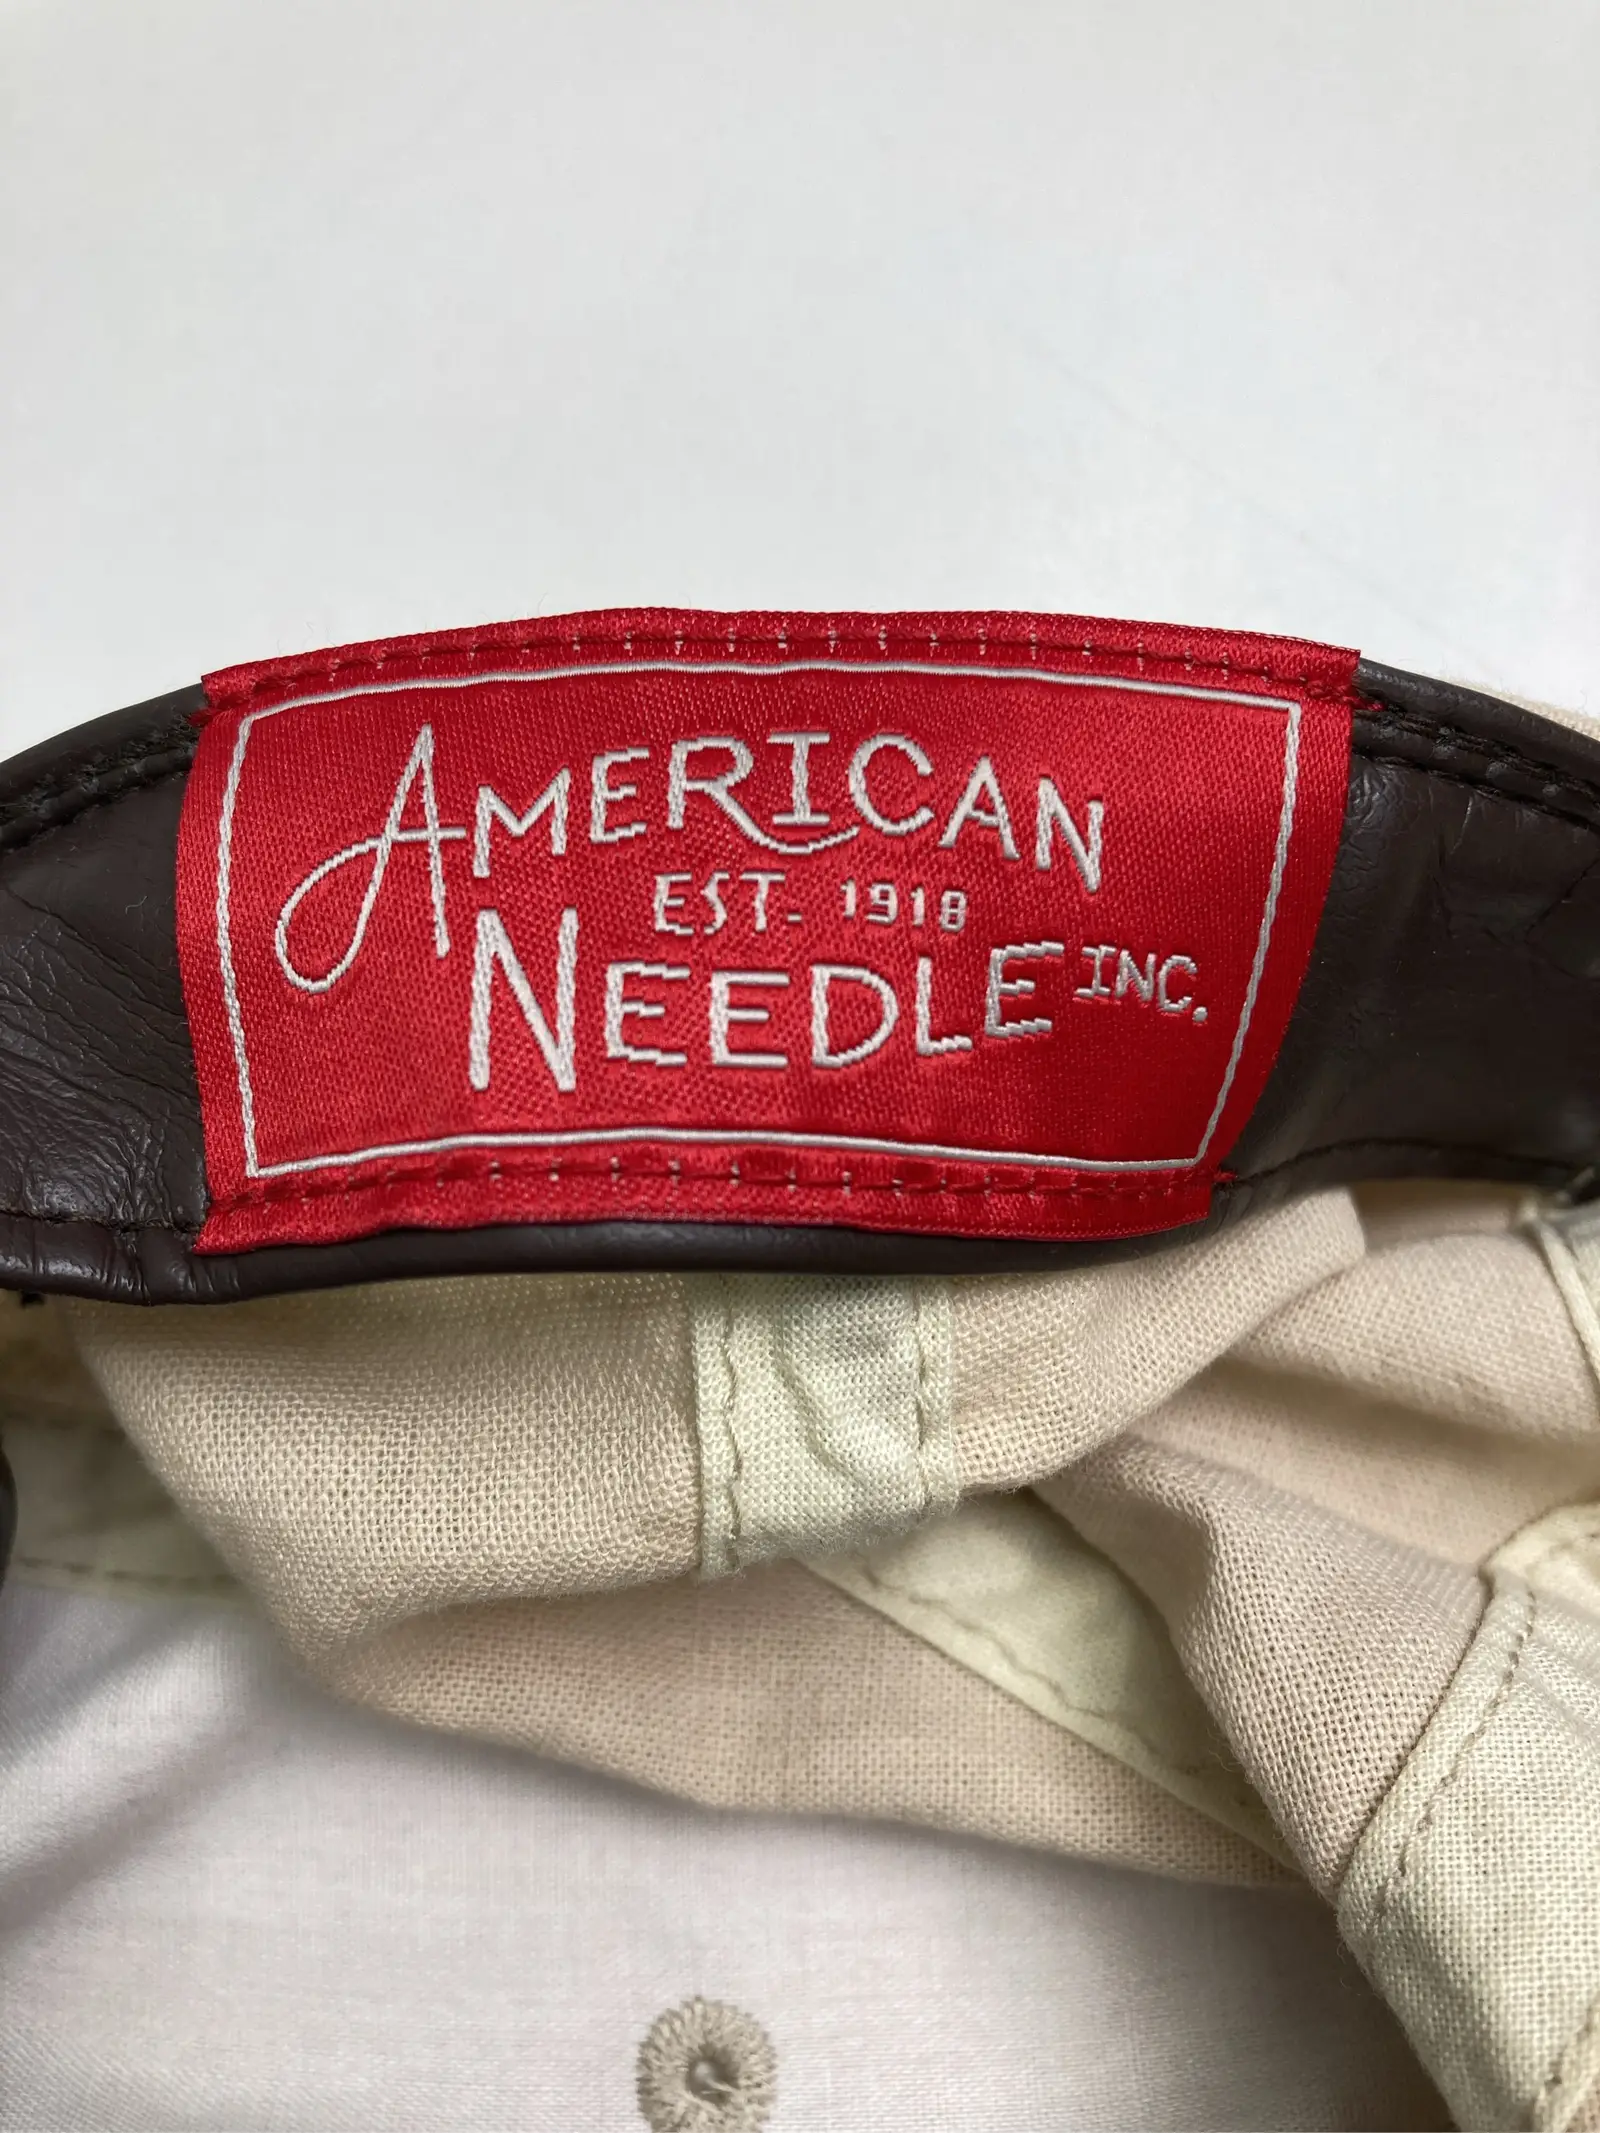 AMERICAN
EST. 1918
NEEDLE INC.